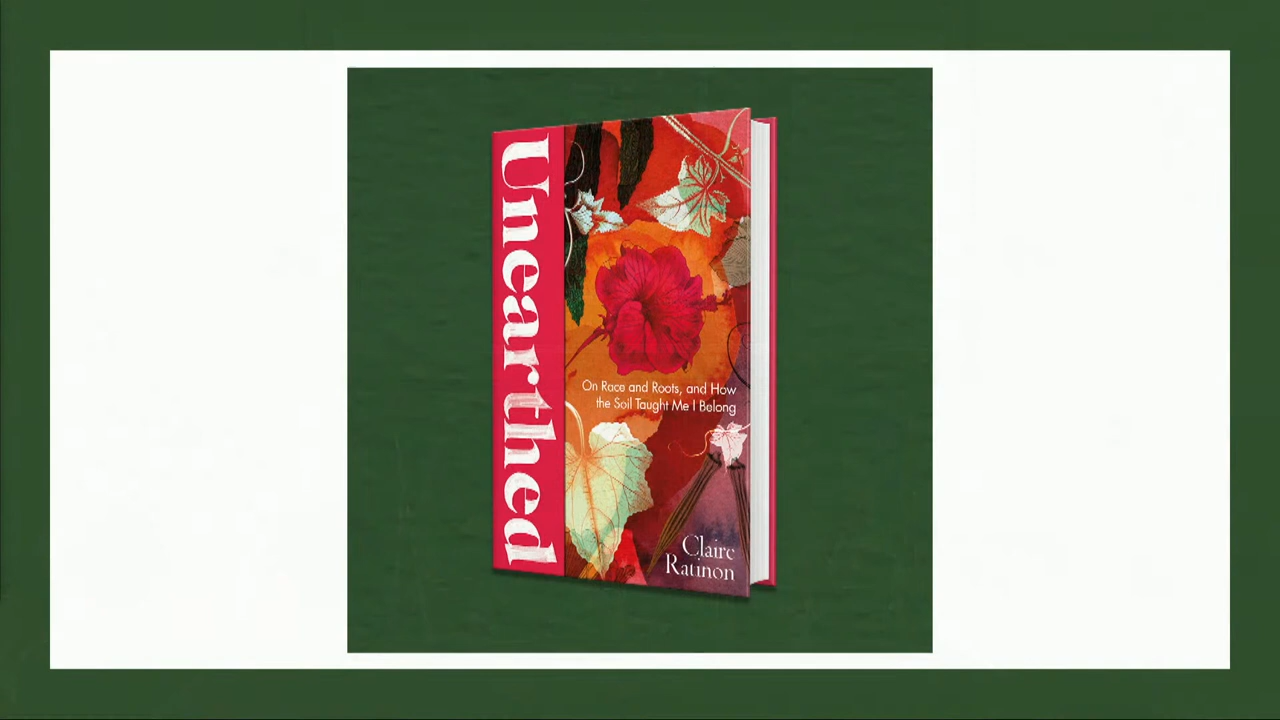 Unearthed
On Race and Roots, and How
the Soil Taught Me I Belong
Claire
Ratinon